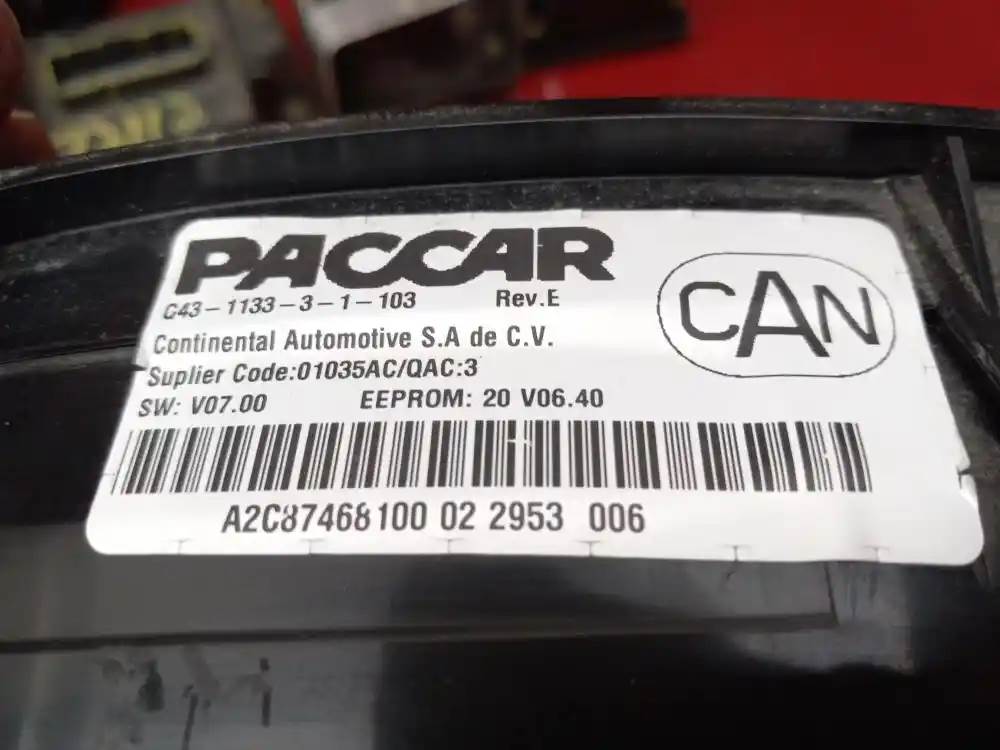 PACCAR
C43-1133-3-1-103 Rev.E
CAN
Continental Automotive S.A de C.V.
Suplier Code:01035AC/QAC:3
SW: V07.00 EEPROM: 20 V06.40
A2C87468100 02 2953 006